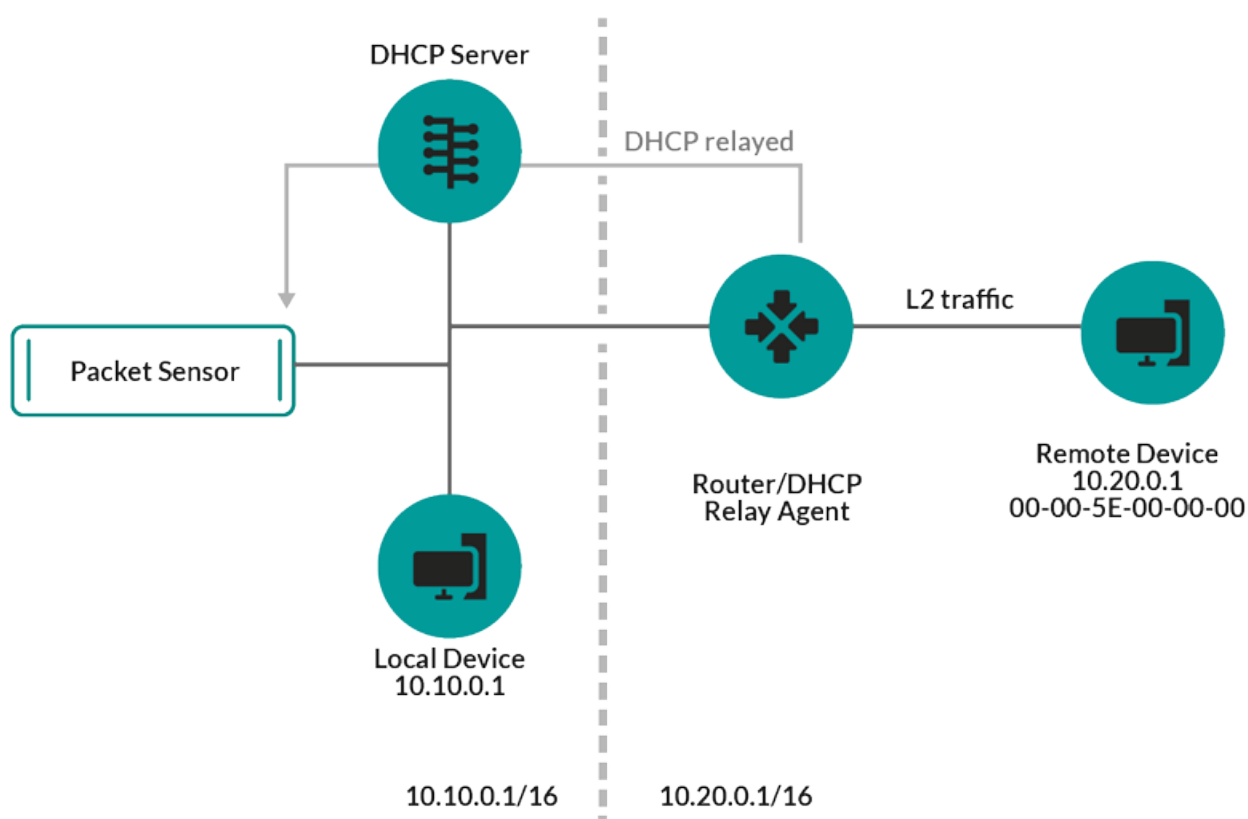 DHCP Server
DHCP relayed
L2 traffic
Packet Sensor
Remote Device
10.20.0.1
00-00-5E-00-00-00
Router/DHCP
Relay Agent
Local Device
10.10.0.1
10.10.0.1/16
10.20.0.1/16